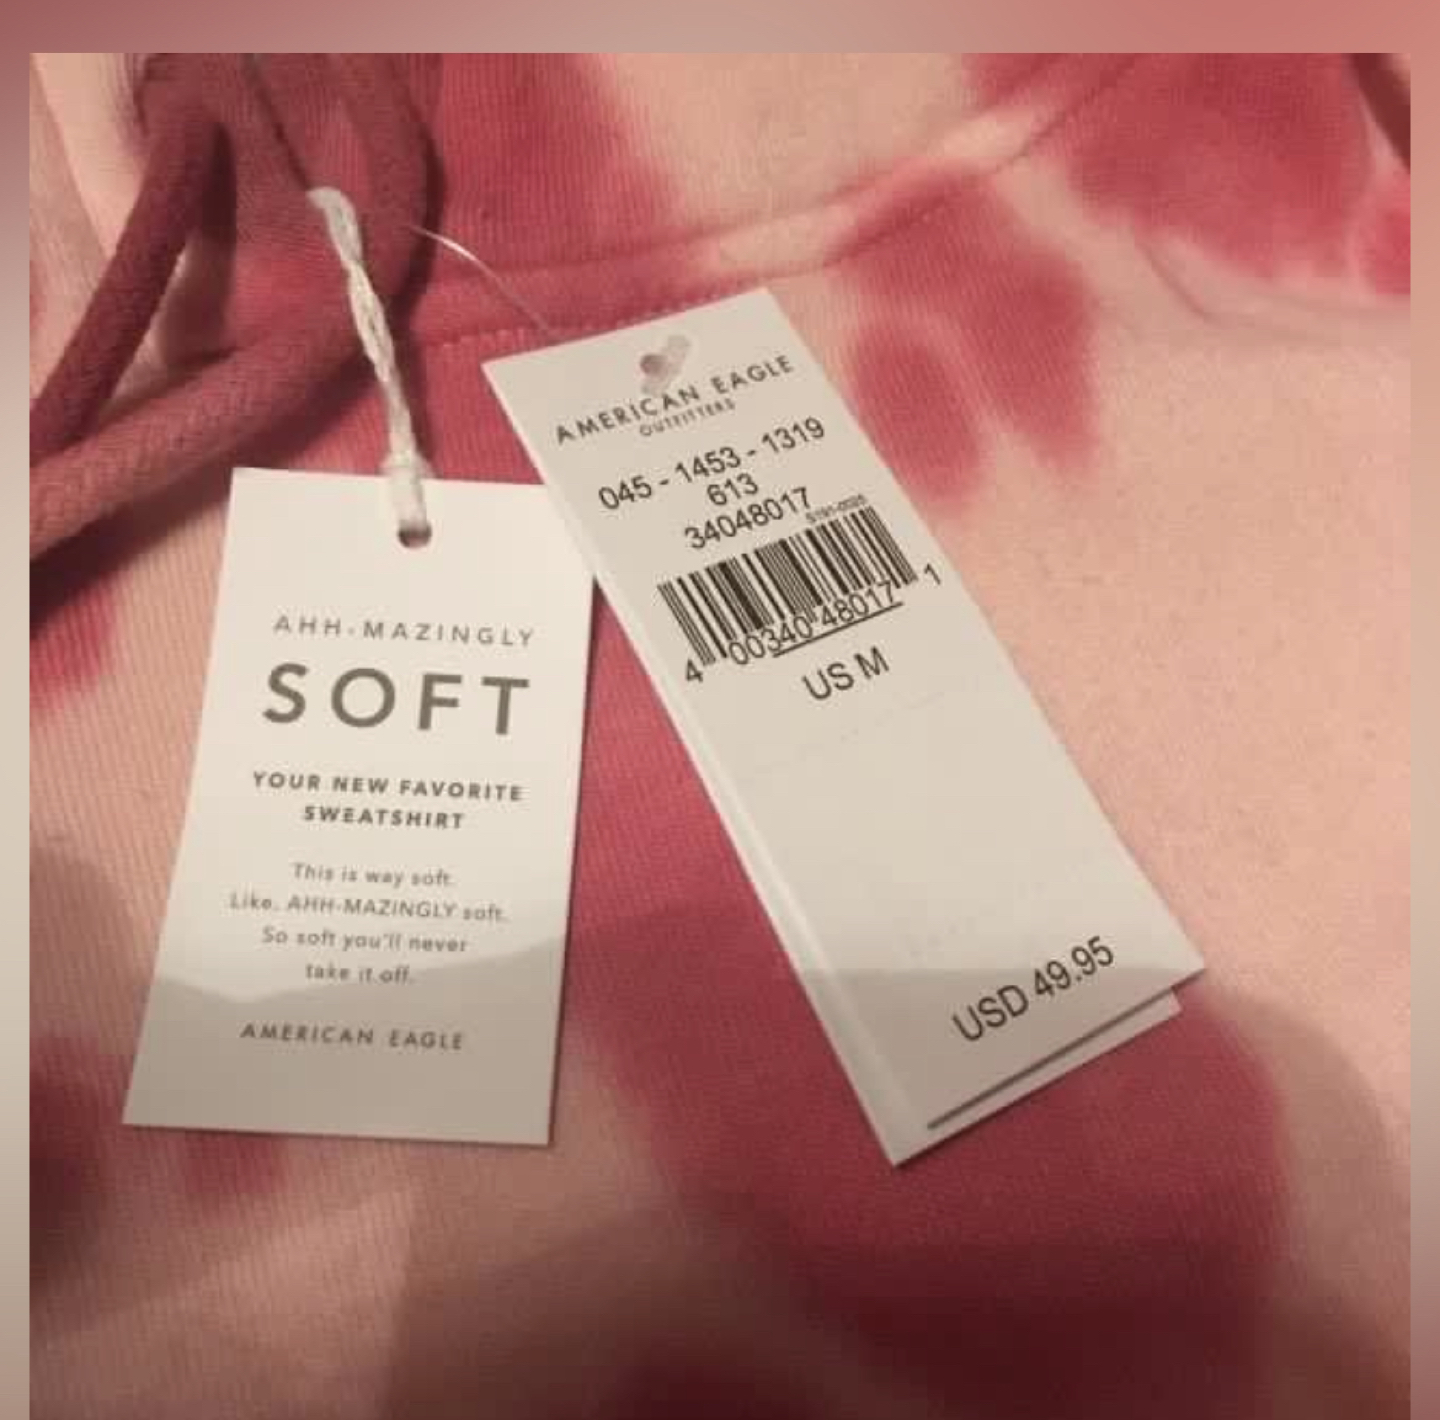 AHH-MAZINGLY
SOFT
YOUR NEW FAVORITE
SWEATSHIRT
This is way soft.
Like, AHH-MAZINGLY soft.
So soft you'll never
take it off.
AMERICAN EAGLE
AMERICAN EAGLE
OUTFITTERS
045 - 1453 - 1319
613
34048017
4 00340 48017 1
US M
USD 49.95